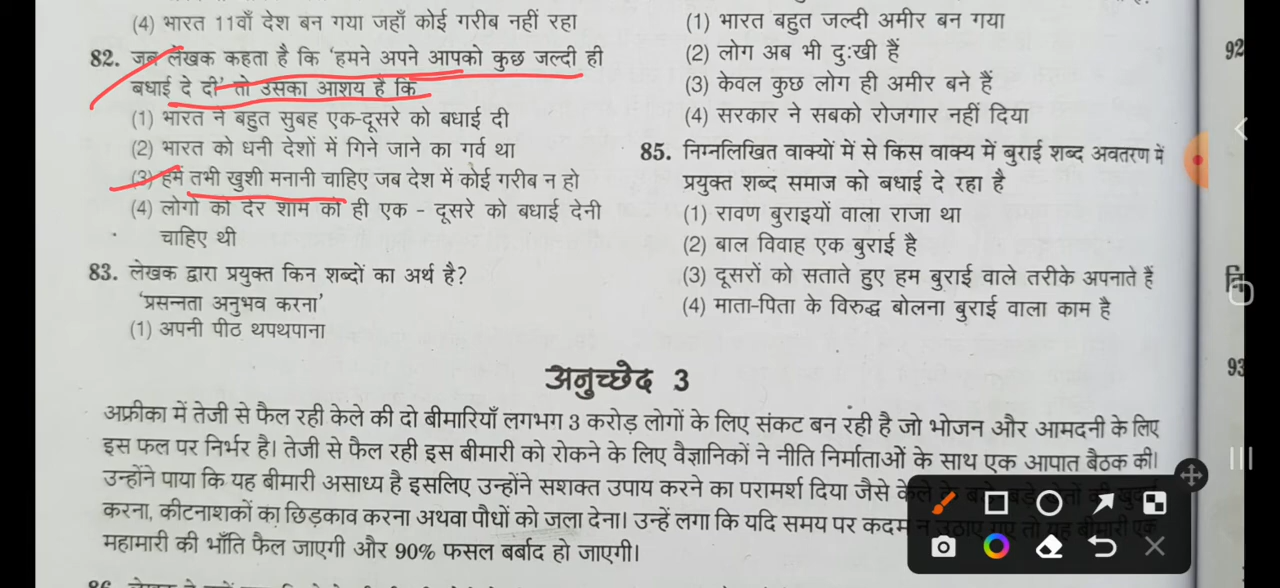 (4) भारत 11वाँ देश बन गया जहाँ कोई गरीब नहीं रहा
82. जब लेखक कहता है कि 'हमने अपने आपको कुछ जल्दी ही
बधाई दे दी' तो उसका आशय है कि
(1) भारत ने बहुत सुबह एक-दूसरे को बधाई दी
(2) भारत को धनी देशों में गिने जाने का गर्व था
(3) हमें तभी खुशी मनानी चाहिए जब देश में कोई गरीब न हो
(4) लोगों को देर शाम को ही एक - दूसरे को बधाई देनी
चाहिए थी
83. लेखक द्वारा प्रयुक्त किन शब्दों का अर्थ है?
'प्रसन्नता अनुभव करना'
(1) अपनी पीठ थपथपाना
(1) भारत बहुत जल्दी अमीर बन गया
(2) लोग अब भी दुःखी हैं
(3) केवल कुछ लोग ही अमीर बने हैं
(4) सरकार ने सबको रोजगार नहीं दिया
85. निम्नलिखित वाक्यों में से किस वाक्य में बुराई शब्द अवतरण में
प्रयुक्त शब्द समाज को बधाई दे रहा है
(1) रावण बुराइयों वाला राजा था
(2) बाल विवाह एक बुराई है
(3) दूसरों को सताते हुए हम बुराई वाले तरीके अपनाते हैं
(4) माता-पिता के विरुद्ध बोलना बुराई वाला काम है
92
नि
93
अनुच्छेद 3
अफ्रीका में तेजी से फैल रही केले की दो बीमारियाँ लगभग 3 करोड़ लोगों के लिए संकट बन रही है जो भोजन और आमदनी के लिए
इस फल पर निर्भर है। तेजी से फैल रही इस बीमारी को रोकने के लिए वैज्ञानिकों ने नीति निर्माताओं के साथ एक आपात बैठक की।
उन्होंने पाया कि यह बीमारी असाध्य है इसलिए उन्होंने सशक्त उपाय करने का परामर्श दिया जैसे केले के
करना, कीटनाशकों का छिड़काव करना अथवा पौधों को जला देना। उन्हें लगा कि यदि समय पर कदम न उठाए गए तो यह बीमारी एक
महामारी की भाँति फैल जाएगी और 90% फसल बर्बाद हो जाएगी।